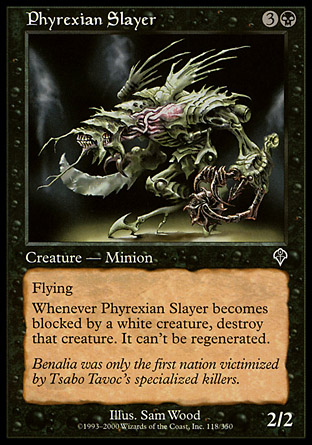 Phyrexian Slayer 3
Creature — Minion
Flying
Whenever Phyrexian Slayer becomes
blocked by a white creature, destroy
that creature. It can't be regenerated.
Benalia was only the first nation victimized
by Tsabo Tavoc's specialized killers.
Illus. Sam Wood
©1993–2000 Wizards of the Coast, Inc. 118/350
2/2